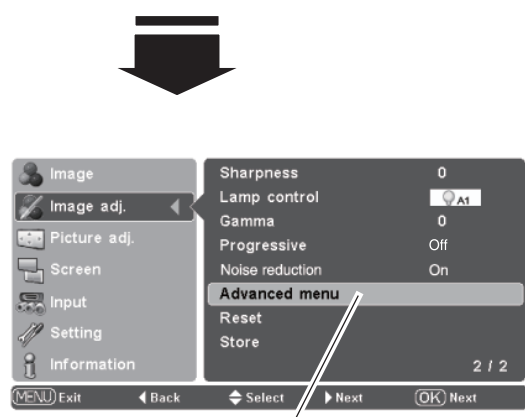 Image
Image adj.
Picture adj.
Screen
Input
Setting
Information
Sharpness 0
Lamp control A1
Gamma 0
Progressive Off
Noise reduction On
Advanced menu
Reset
Store
2 / 2
MENU Exit Back Select Next OK Next